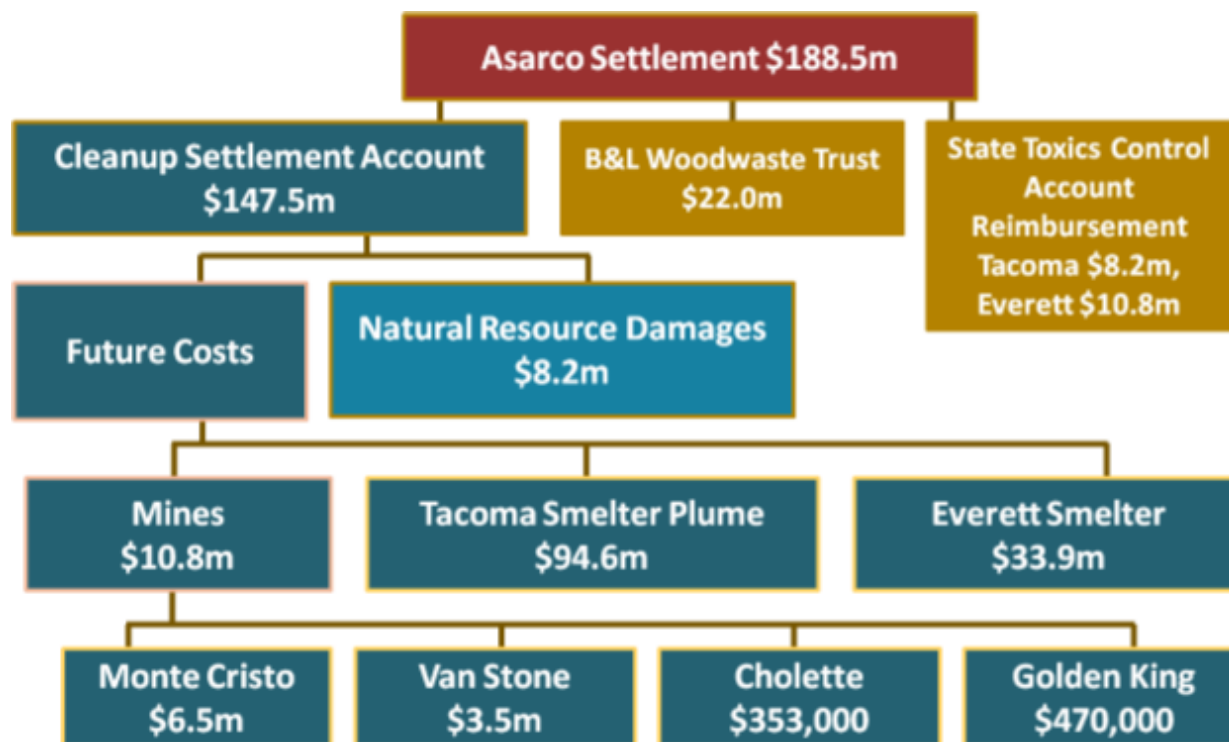 Asarco Settlement $188.5m
Cleanup Settlement Account
$147.5m
B&L Woodwaste Trust
$22.0m
State Toxics Control
Account
Reimbursement
Tacoma $8.2m,
Everett $10.8m
Future Costs
Natural Resource Damages
$8.2m
Mines
$10.8m
Tacoma Smelter Plume
$94.6m
Everett Smelter
$33.9m
Monte Cristo
$6.5m
Van Stone
$3.5m
Cholette
$353,000
Golden King
$470,000